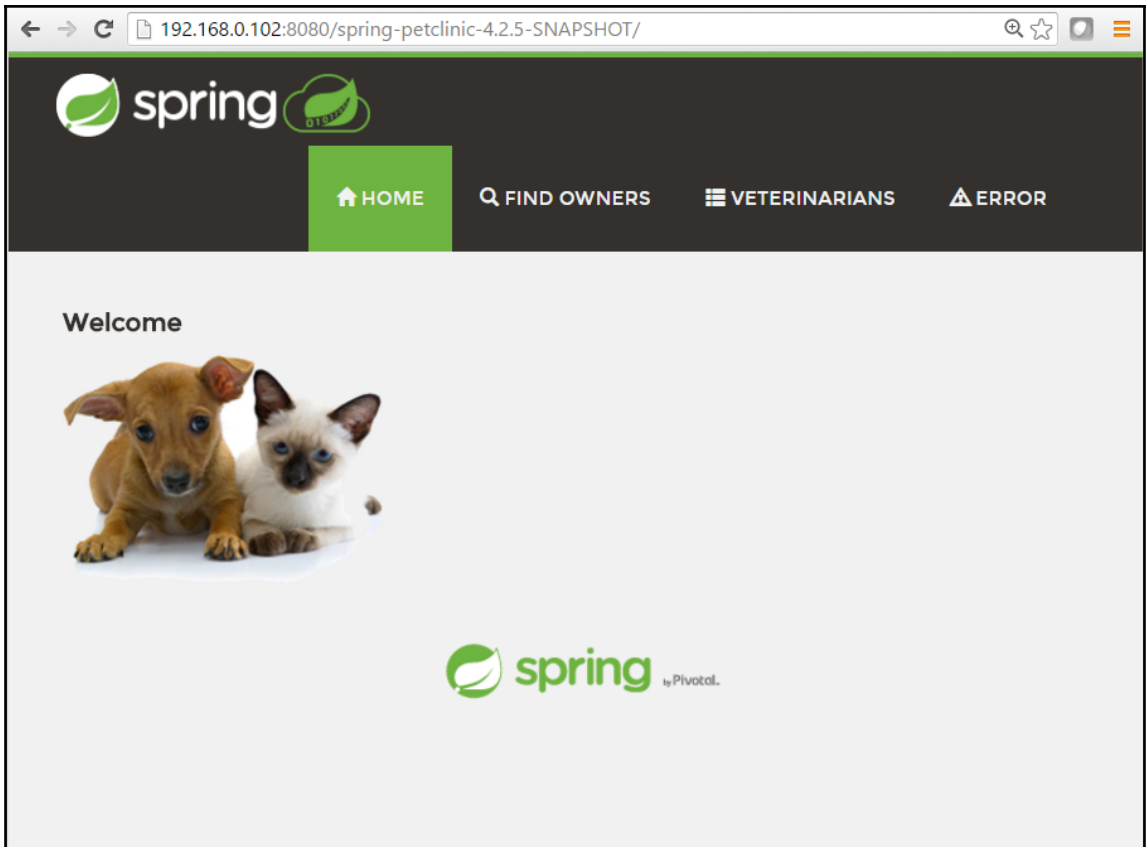 192.168.0.102:8080/spring-petclinic-4.2.5-SNAPSHOT/
spring
HOME FIND OWNERS VETERINARIANS ERROR
Welcome
spring by Pivotal.